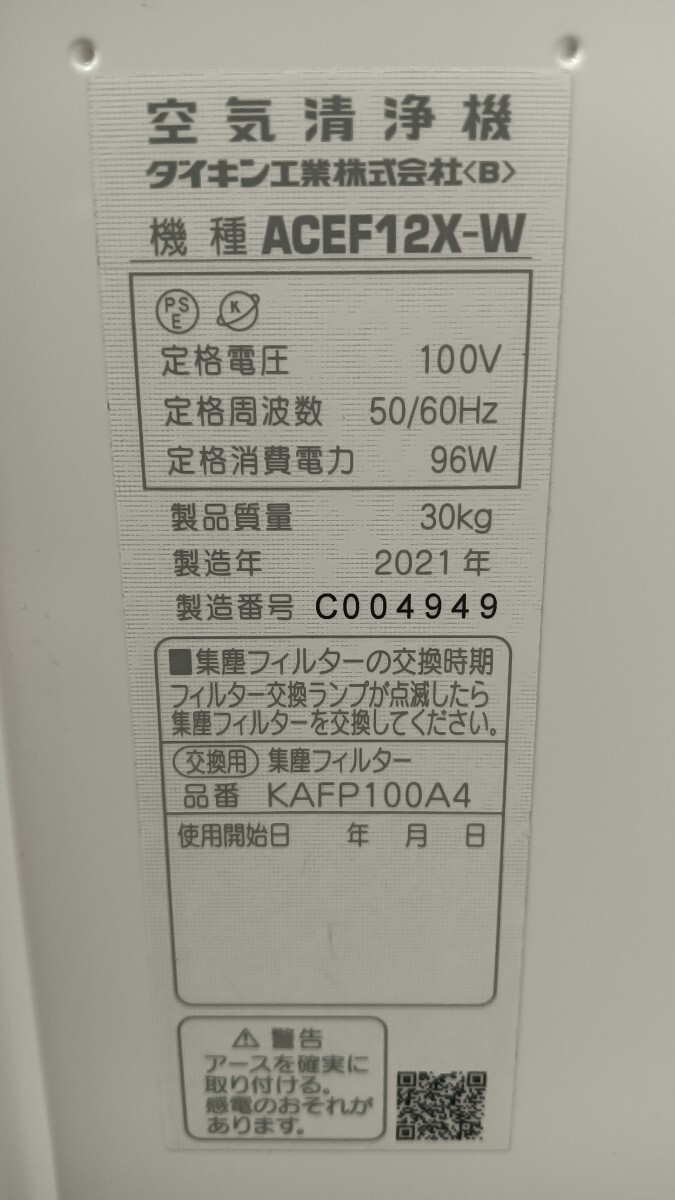 空気清浄機
ダイキン工業株式会社〈B〉
機種 ACEF12X-W
PS E K
定格電圧 100V
定格周波数 50/60Hz
定格消費電力 96W
製品質量 30kg
製造年 2021年
製造番号 C004949
■集塵フィルターの交換時期
フィルター交換ランプが点滅したら
集塵フィルターを交換してください。
交換用 集塵フィルター
品番 KAFP100A4
使用開始日 年 月 日
⚠警告
アースを確実に
取り付ける。
感電のおそれが
あります。